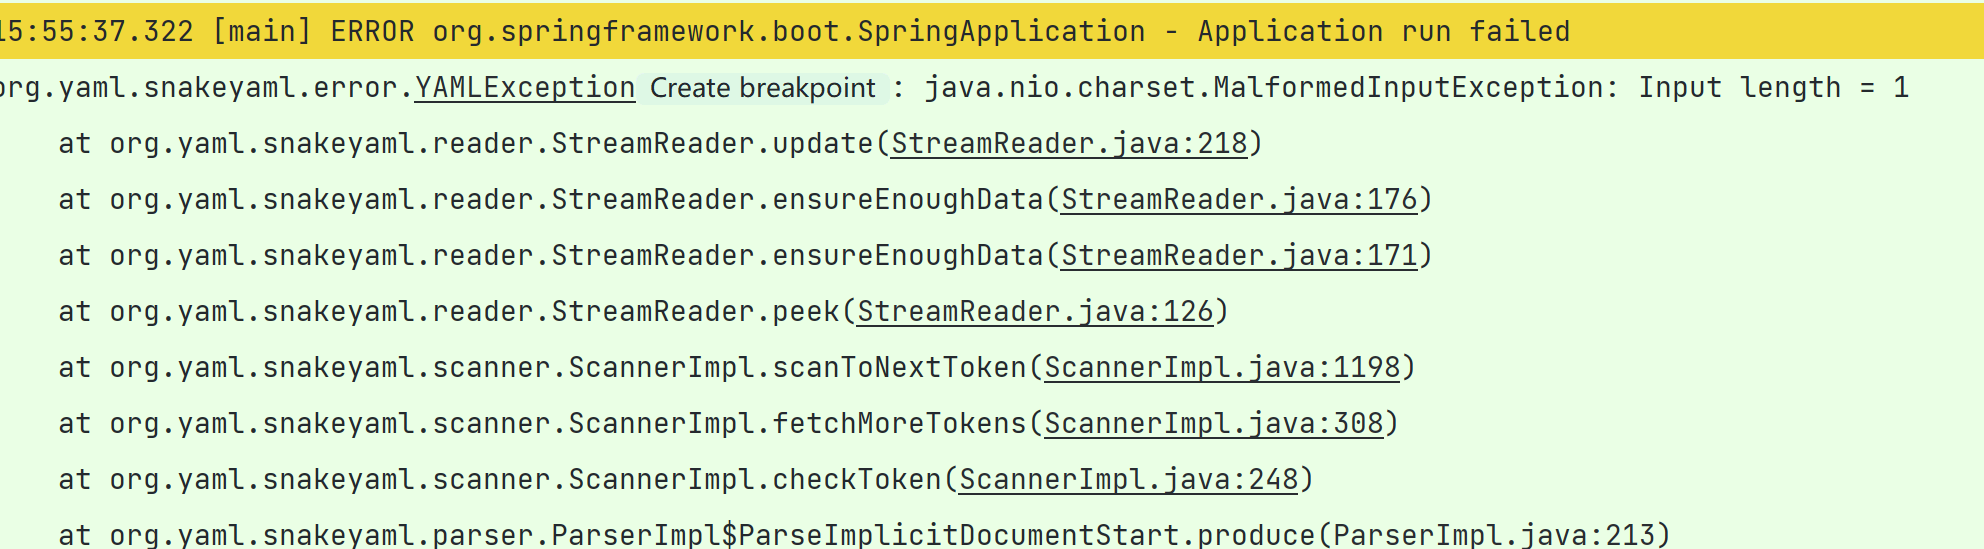 15:55:37.322 [main] ERROR org.springframework.boot.SpringApplication - Application run failed
org.yaml.snakeyaml.error.YAMLException Create breakpoint : java.nio.charset.MalformedInputException: Input length = 1
at org.yaml.snakeyaml.reader.StreamReader.update(StreamReader.java:218)
at org.yaml.snakeyaml.reader.StreamReader.ensureEnoughData(StreamReader.java:176)
at org.yaml.snakeyaml.reader.StreamReader.ensureEnoughData(StreamReader.java:171)
at org.yaml.snakeyaml.reader.StreamReader.peek(StreamReader.java:126)
at org.yaml.snakeyaml.scanner.ScannerImpl.scanToNextToken(ScannerImpl.java:1198)
at org.yaml.snakeyaml.scanner.ScannerImpl.fetchMoreTokens(ScannerImpl.java:308)
at org.yaml.snakeyaml.scanner.ScannerImpl.checkToken(ScannerImpl.java:248)
at org.yaml.snakeyaml.parser.ParserImpl$ParseImplicitDocumentStart.produce(ParserImpl.java:213)